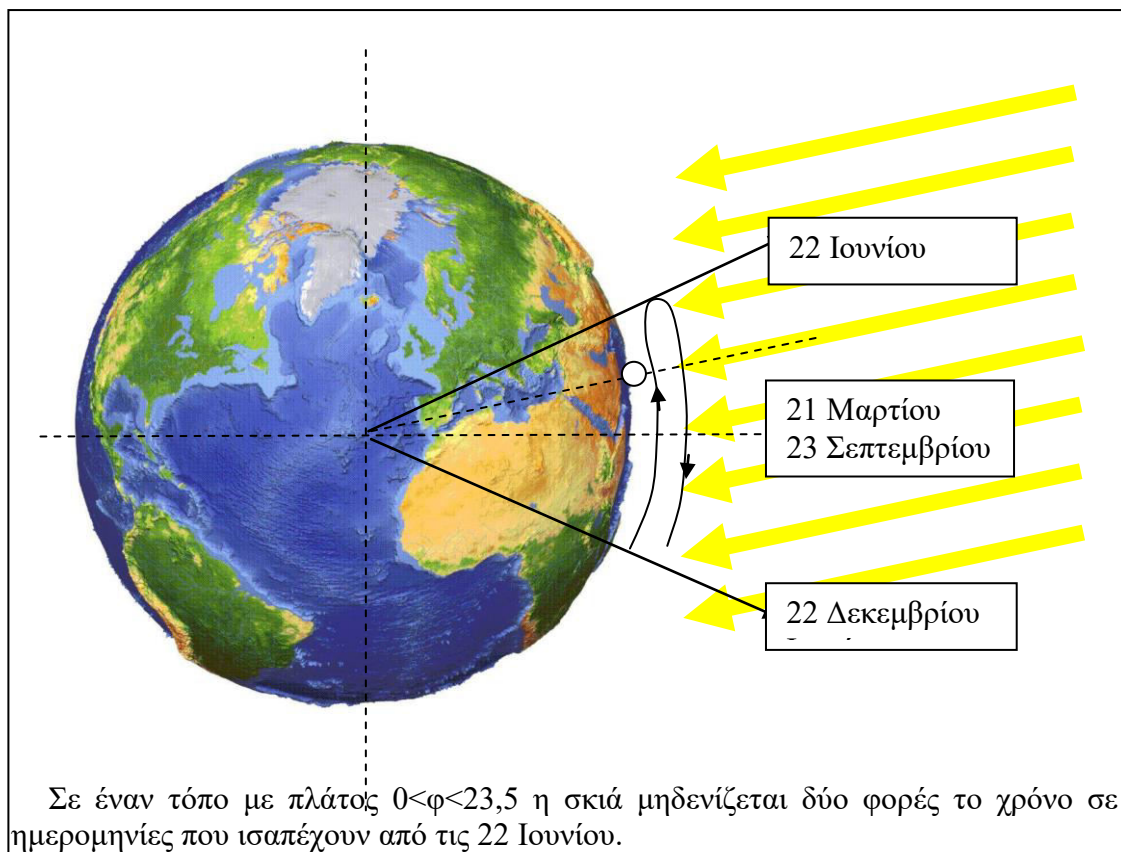 22 Ιουνίου
21 Μαρτίου
23 Σεπτεμβρίου
22 Δεκεμβρίου
Σε έναν τόπο με πλάτος 0<φ<23,5 η σκιά μηδενίζεται δύο φορές το χρόνο σε
ημερομηνίες που ισαπέχουν από τις 22 Ιουνίου.